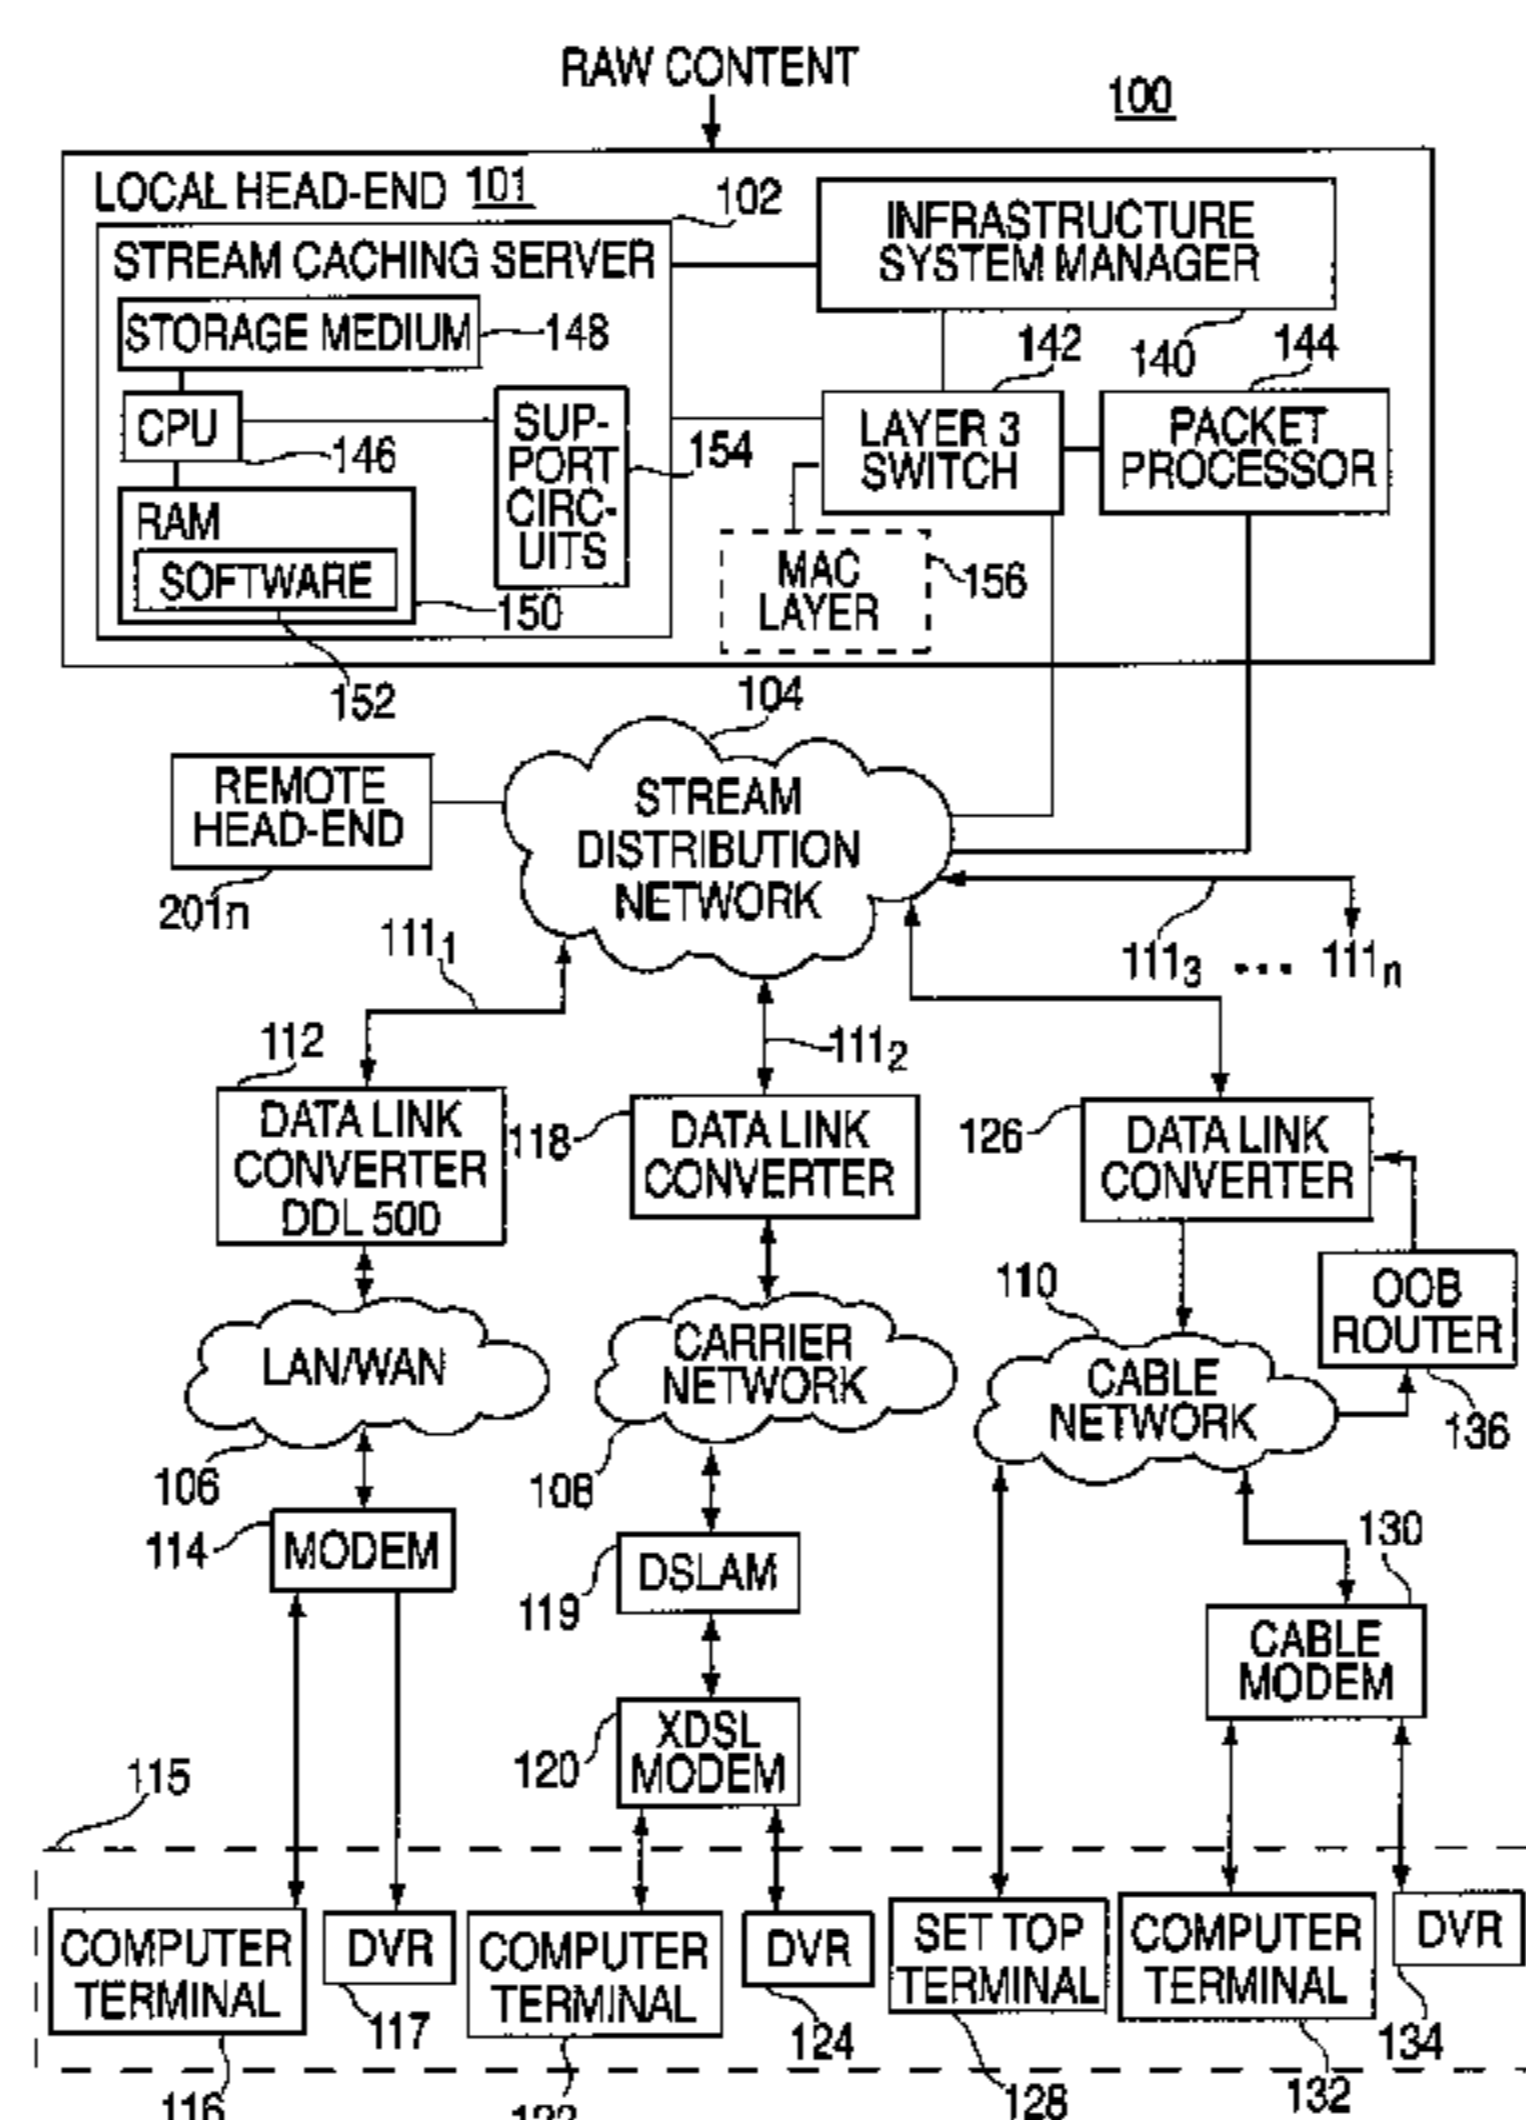 RAW CONTENT
100
LOCAL HEAD-END 101
102
STREAM CACHING SERVER
INFRASTRUCTURE
SYSTEM MANAGER
STORAGE MEDIUM
148
142
140
144
CPU
146
SUP-
PORT
CIRC-
UITS
154
LAYER 3
SWITCH
PACKET
PROCESSOR
RAM
SOFTWARE
150
MAC
LAYER
156
152
104
REMOTE
HEAD-END
201n
STREAM
DISTRIBUTION
NETWORK
111₁
111₃ ... 111ₙ
112
111₂
DATA LINK
CONVERTER
DDL 500
118
DATA LINK
CONVERTER
126
DATA LINK
CONVERTER
110
OOB
ROUTER
136
LAN/WAN
CARRIER
NETWORK
CABLE
NETWORK
106
108
114
MODEM
119
DSLAM
130
CABLE
MODEM
120
XDSL
MODEM
115
COMPUTER
TERMINAL
DVR
COMPUTER
TERMINAL
DVR
SET TOP
TERMINAL
COMPUTER
TERMINAL
DVR
116
117
124
128
132
134